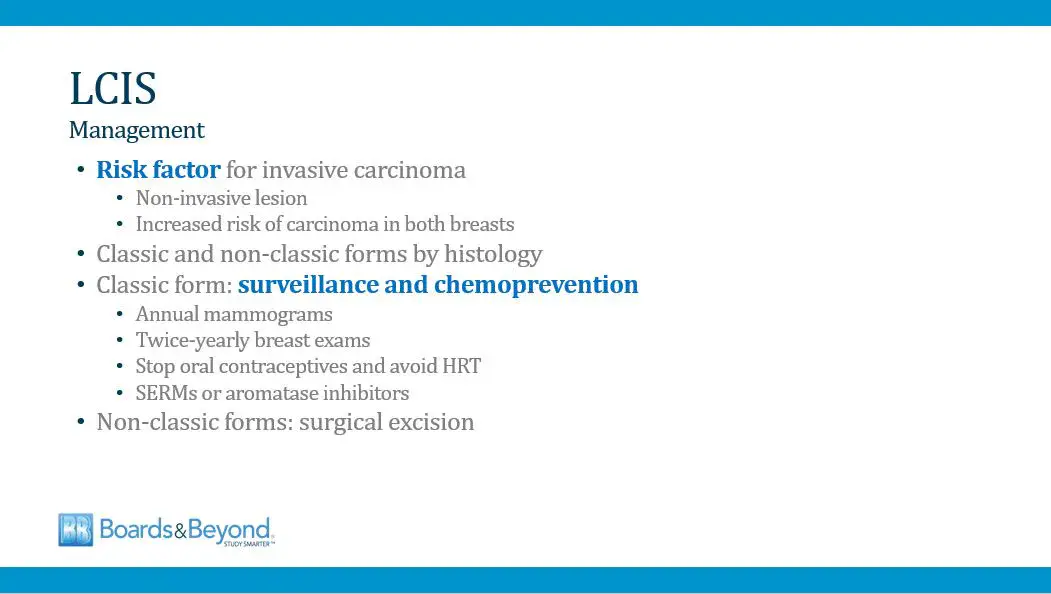 LCIS
Management
• Risk factor for invasive carcinoma
• Non-invasive lesion
• Increased risk of carcinoma in both breasts
• Classic and non-classic forms by histology
• Classic form: surveillance and chemoprevention
• Annual mammograms
• Twice-yearly breast exams
• Stop oral contraceptives and avoid HRT
• SERMs or aromatase inhibitors
• Non-classic forms: surgical excision
BB Boards&Beyond
STUDY SMARTER™